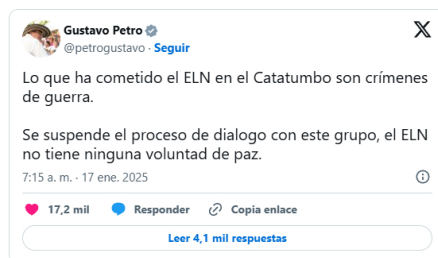 Gustavo Petro
@petrogustavo · Seguir
Lo que ha cometido el ELN en el Catatumbo son crímenes
de guerra.
Se suspende el proceso de dialogo con este grupo, el ELN
no tiene ninguna voluntad de paz.
7:15 a. m. · 17 ene. 2025
17,2 mil Responder Copia enlace
Leer 4,1 mil respuestas